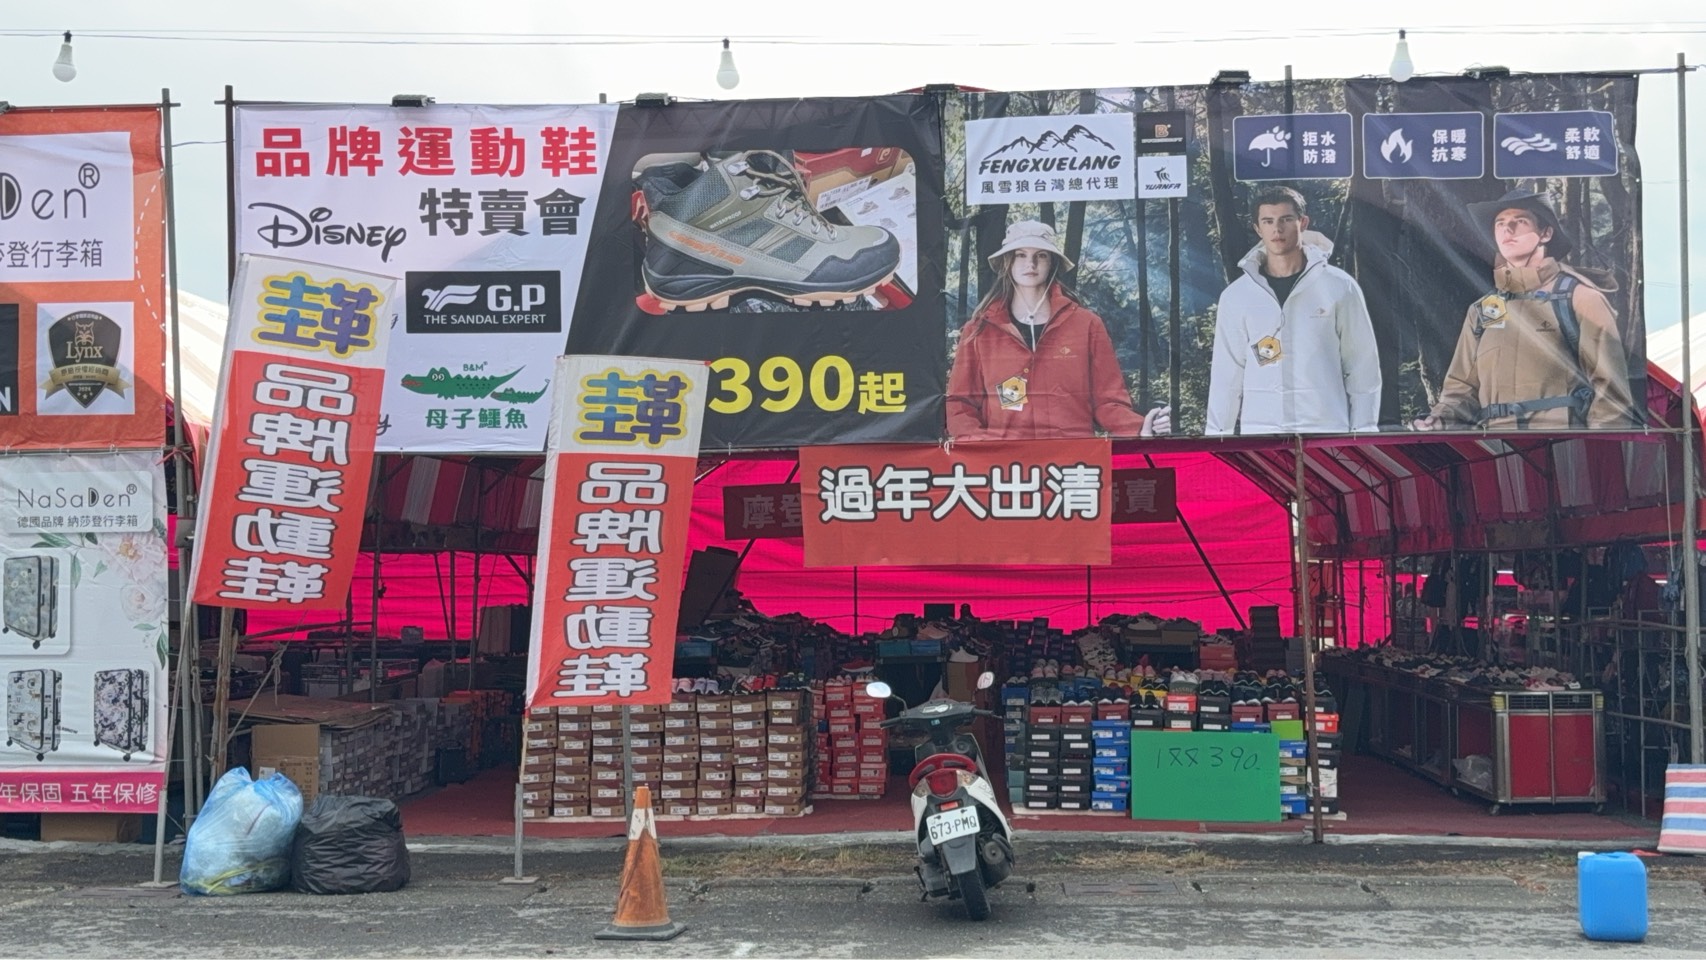 Den®
莎登行李箱
Lynx
NaSaDen®
德國品牌 納莎登行李箱
年保固 五年保修
品牌運動鞋
特賣會
Disney
G.P
THE SANDAL EXPERT
B&M®
母子鱷魚
鞋
品牌運動鞋
鞋
品牌運動鞋
390起
FENGXUELANG
風雪狼台灣總代理
拒水
防潑
保暖
抗寒
柔軟
舒適
過年大出清
摩登
特賣
188 390.
673-PMQ